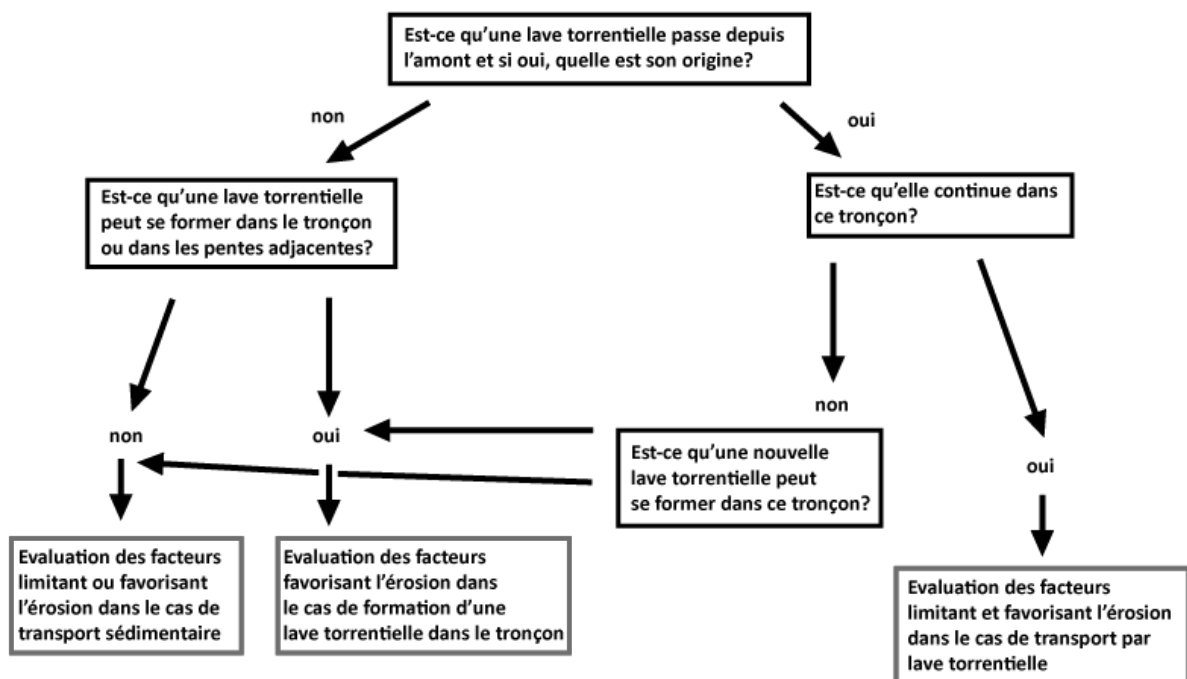 Est-ce qu'une lave torrentielle passe depuis
l'amont et si oui, quelle est son origine?
non
oui
Est-ce qu'une lave torrentielle
peut se former dans le tronçon
ou dans les pentes adjacentes?
Est-ce qu'elle continue dans
ce tronçon?
non
oui
non
Est-ce qu'une nouvelle
lave torrentielle peut
se former dans ce tronçon?
oui
Evaluation des facteurs
limitant ou favorisant
l'érosion dans le cas de
transport sédimentaire
Evaluation des facteurs
favorisant l'érosion dans
le cas de formation d'une
lave torrentielle dans le tronçon
Evaluation des facteurs
limitant et favorisant l'érosion
dans le cas de transport par
lave torrentielle